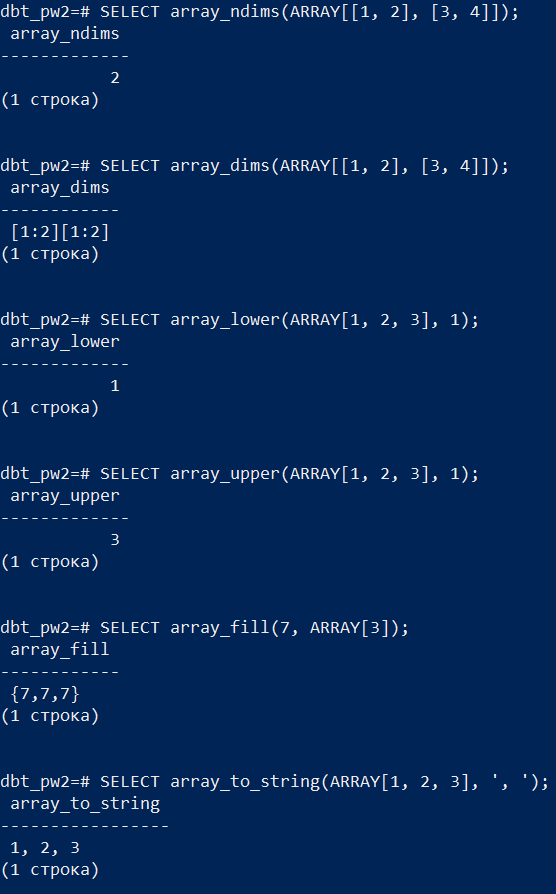 dbt_pw2=# SELECT array_ndims(ARRAY[[1, 2], [3, 4]]);
 array_ndims
-------------
           2
(1 строка)
dbt_pw2=# SELECT array_dims(ARRAY[[1, 2], [3, 4]]);
 array_dims
------------
 [1:2][1:2]
(1 строка)
dbt_pw2=# SELECT array_lower(ARRAY[1, 2, 3], 1);
 array_lower
-------------
           1
(1 строка)
dbt_pw2=# SELECT array_upper(ARRAY[1, 2, 3], 1);
 array_upper
-------------
           3
(1 строка)
dbt_pw2=# SELECT array_fill(7, ARRAY[3]);
 array_fill
------------
 {7,7,7}
(1 строка)
dbt_pw2=# SELECT array_to_string(ARRAY[1, 2, 3], ', ');
 array_to_string
-----------------
 1, 2, 3
(1 строка)